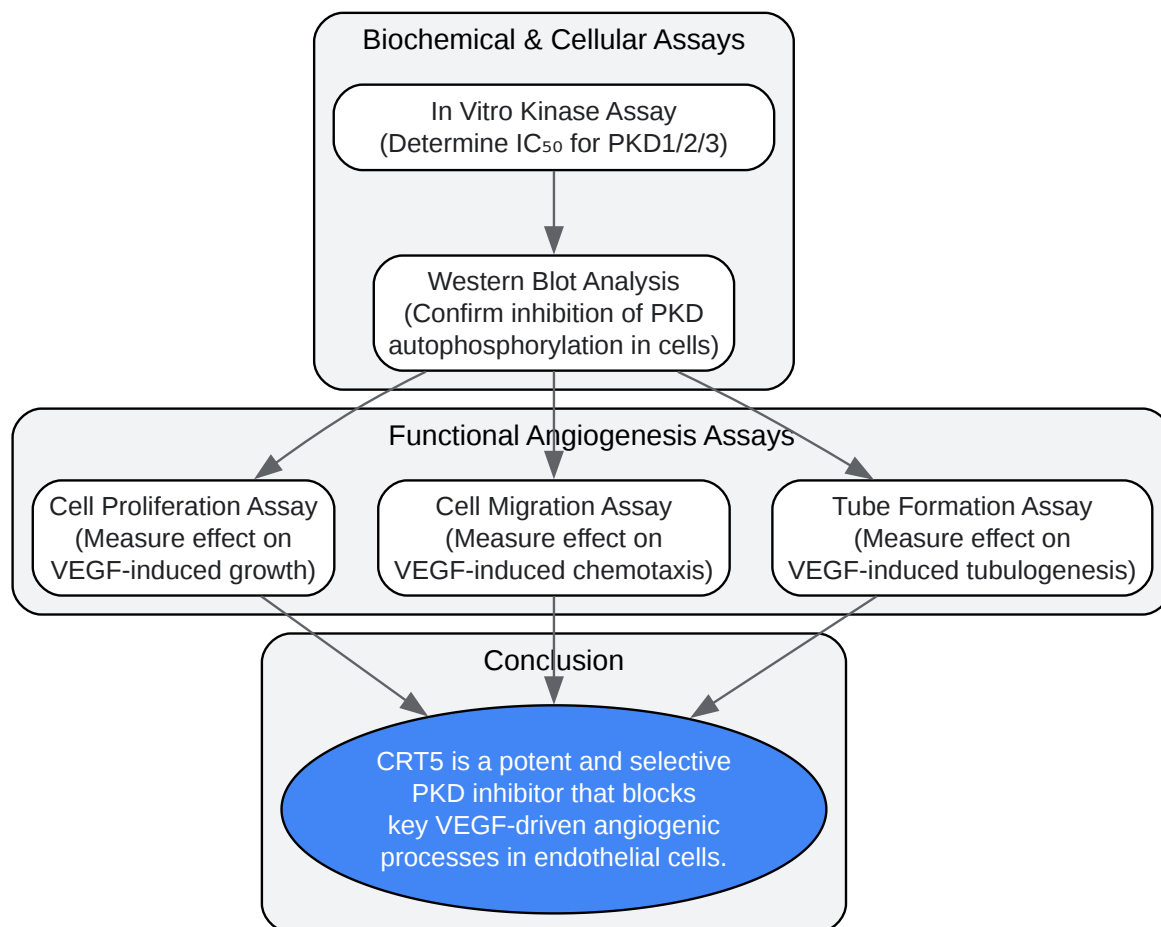 Biochemical & Cellular Assays
In Vitro Kinase Assay
(Determine IC₅₀ for PKD1/2/3)
Western Blot Analysis
(Confirm inhibition of PKD
autophosphorylation in cells)
Functional Angiogenesis Assays
Cell Proliferation Assay
(Measure effect on
VEGF-induced growth)
Cell Migration Assay
(Measure effect on
VEGF-induced chemotaxis)
Tube Formation Assay
(Measure effect on
VEGF-induced tubulogenesis)
Conclusion
CRT5 is a potent and selective
PKD inhibitor that blocks
key VEGF-driven angiogenic
processes in endothelial cells.